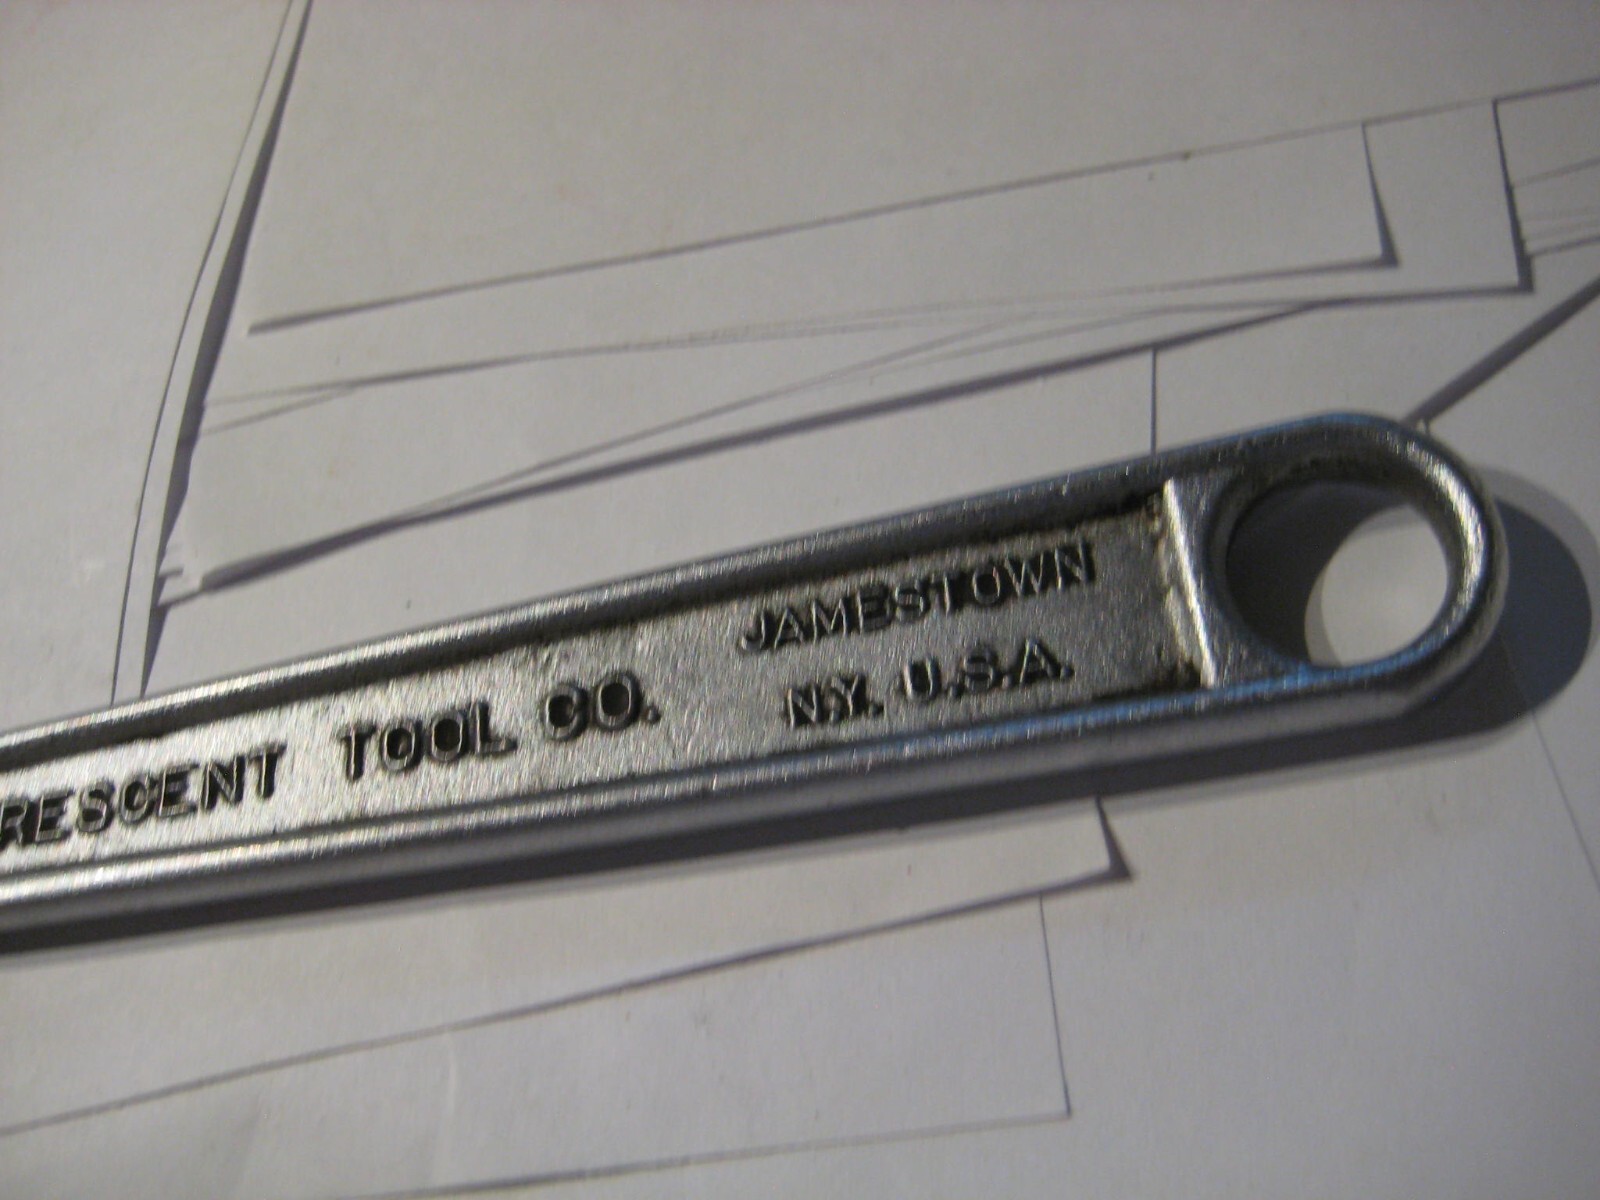 RESCENT TOOL CO.
JAMESTOWN
N.Y. U.S.A.